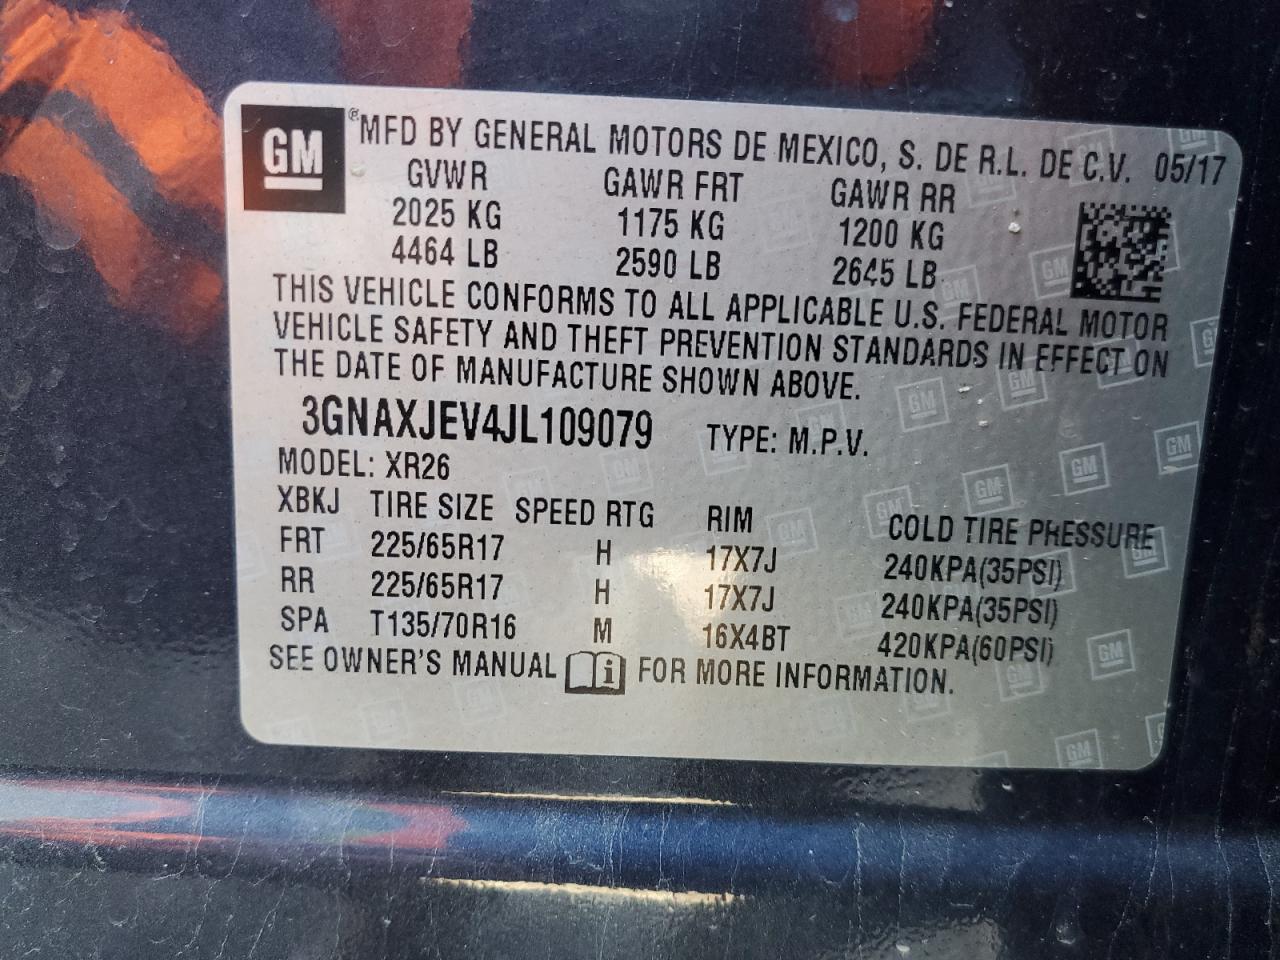 GM ® MFD BY GENERAL MOTORS DE MEXICO, S. DE R.L. DE C.V. 05/17
GVWR GAWR FRT GAWR RR
2025 KG 1175 KG 1200 KG
4464 LB 2590 LB 2645 LB
THIS VEHICLE CONFORMS TO ALL APPLICABLE U.S. FEDERAL MOTOR
VEHICLE SAFETY AND THEFT PREVENTION STANDARDS IN EFFECT ON
THE DATE OF MANUFACTURE SHOWN ABOVE.
3GNAXJEV4JL109079 TYPE: M.P.V.
MODEL: XR26
XBKJ TIRE SIZE SPEED RTG RIM COLD TIRE PRESSURE
FRT 225/65R17 H 17X7J 240KPA(35PSI)
RR 225/65R17 H 17X7J 240KPA(35PSI)
SPA T135/70R16 M 16X4BT 420KPA(60PSI)
SEE OWNER'S MANUAL i FOR MORE INFORMATION.